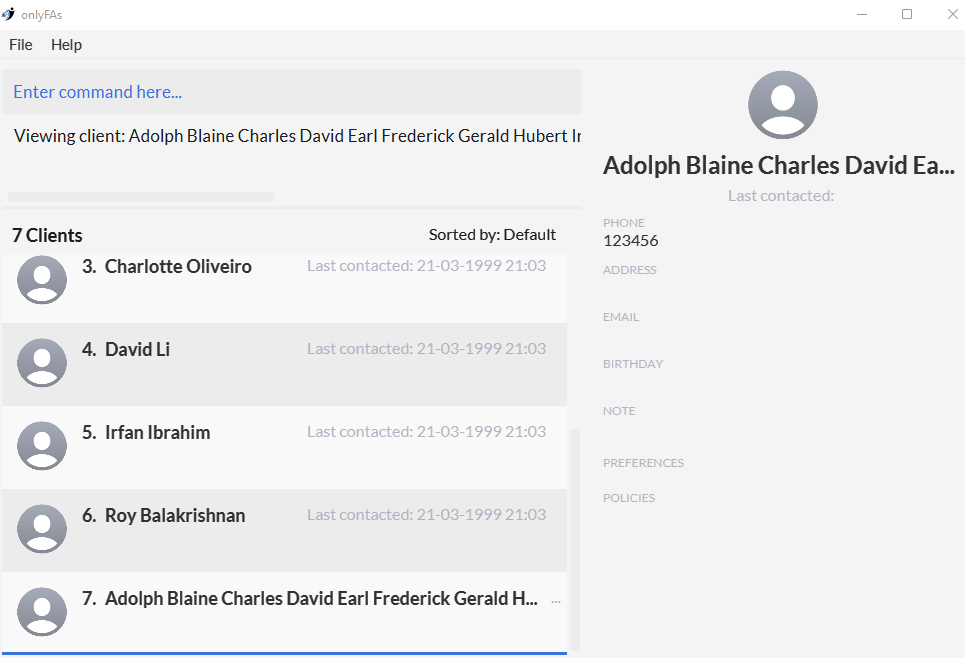 onlyFAs
File Help
Enter command here...
Viewing client: Adolph Blaine Charles David Earl Frederick Gerald Hubert Ir
7 Clients Sorted by: Default
3. Charlotte Oliveiro Last contacted: 21-03-1999 21:03
4. David Li Last contacted: 21-03-1999 21:03
5. Irfan Ibrahim Last contacted: 21-03-1999 21:03
6. Roy Balakrishnan Last contacted: 21-03-1999 21:03
7. Adolph Blaine Charles David Earl Frederick Gerald H... ...
Adolph Blaine Charles David Ea...
Last contacted:
PHONE
123456
ADDRESS
EMAIL
BIRTHDAY
NOTE
PREFERENCES
POLICIES